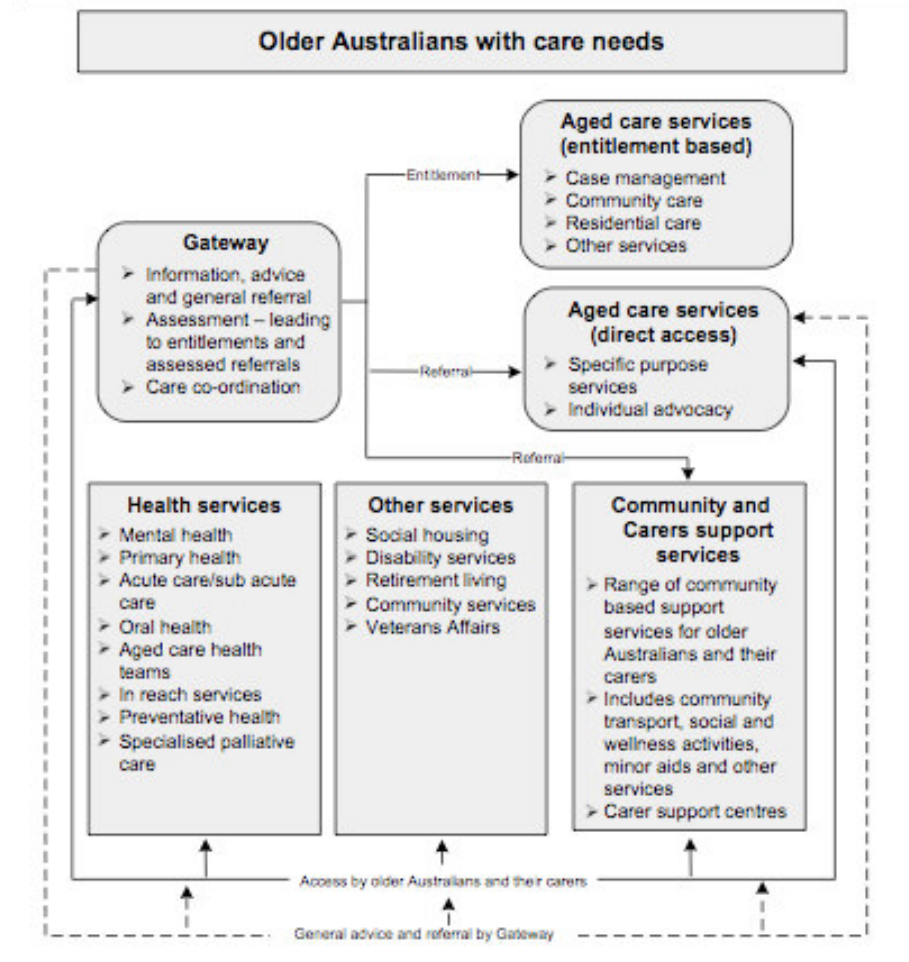 Older Australians with care needs
Aged care services
(entitlement based)
➢ Case management
➢ Community care
➢ Residential care
➢ Other services
Entitlement
Gateway
➢ Information, advice
and general referral
➢ Assessment – leading
to entitlements and
assessed referrals
➢ Care co-ordination
Aged care services
(direct access)
➢ Specific purpose
services
➢ Individual advocacy
Referral
Referral
Health services
➢ Mental health
➢ Primary health
➢ Acute care/sub acute
care
➢ Oral health
➢ Aged care health
teams
➢ In reach services
➢ Preventative health
➢ Specialised palliative
care
Other services
➢ Social housing
➢ Disability services
➢ Retirement living
➢ Community services
➢ Veterans Affairs
Community and
Carers support
services
➢ Range of community
based support
services for older
Australians and their
carers
➢ Includes community
transport, social and
wellness activities,
minor aids and other
services
➢ Carer support centres
Access by older Australians and their carers
General advice and referral by Gateway